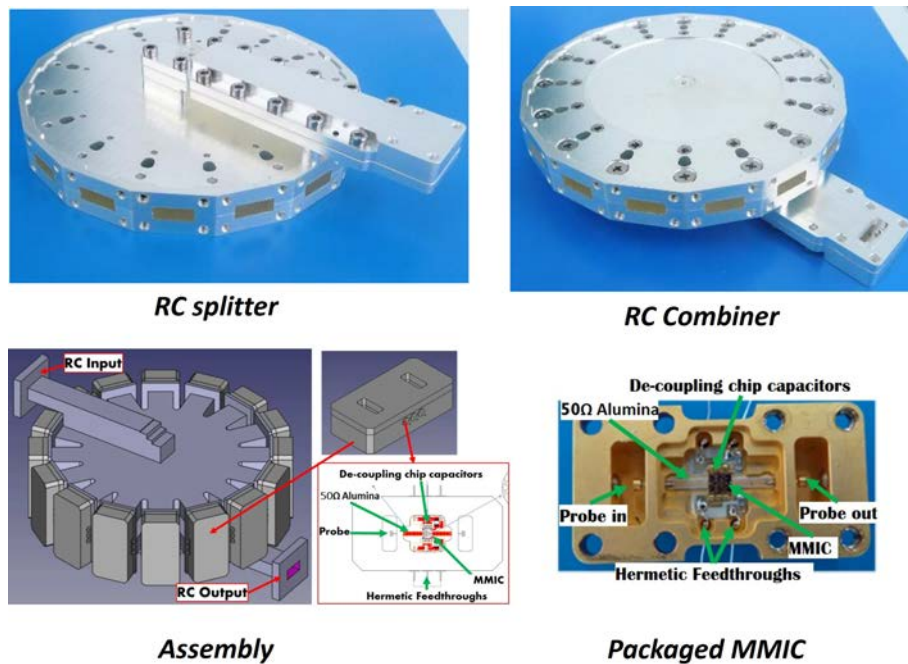 RC splitter
RC Combiner
RC Input
RC Output
De-coupling chip capacitors
50Ω Alumina
Probe
MMIC
Hermetic Feedthroughs
De-coupling chip capacitors
50Ω Alumina
Probe in
Probe out
MMIC
Hermetic Feedthroughs
Assembly
Packaged MMIC